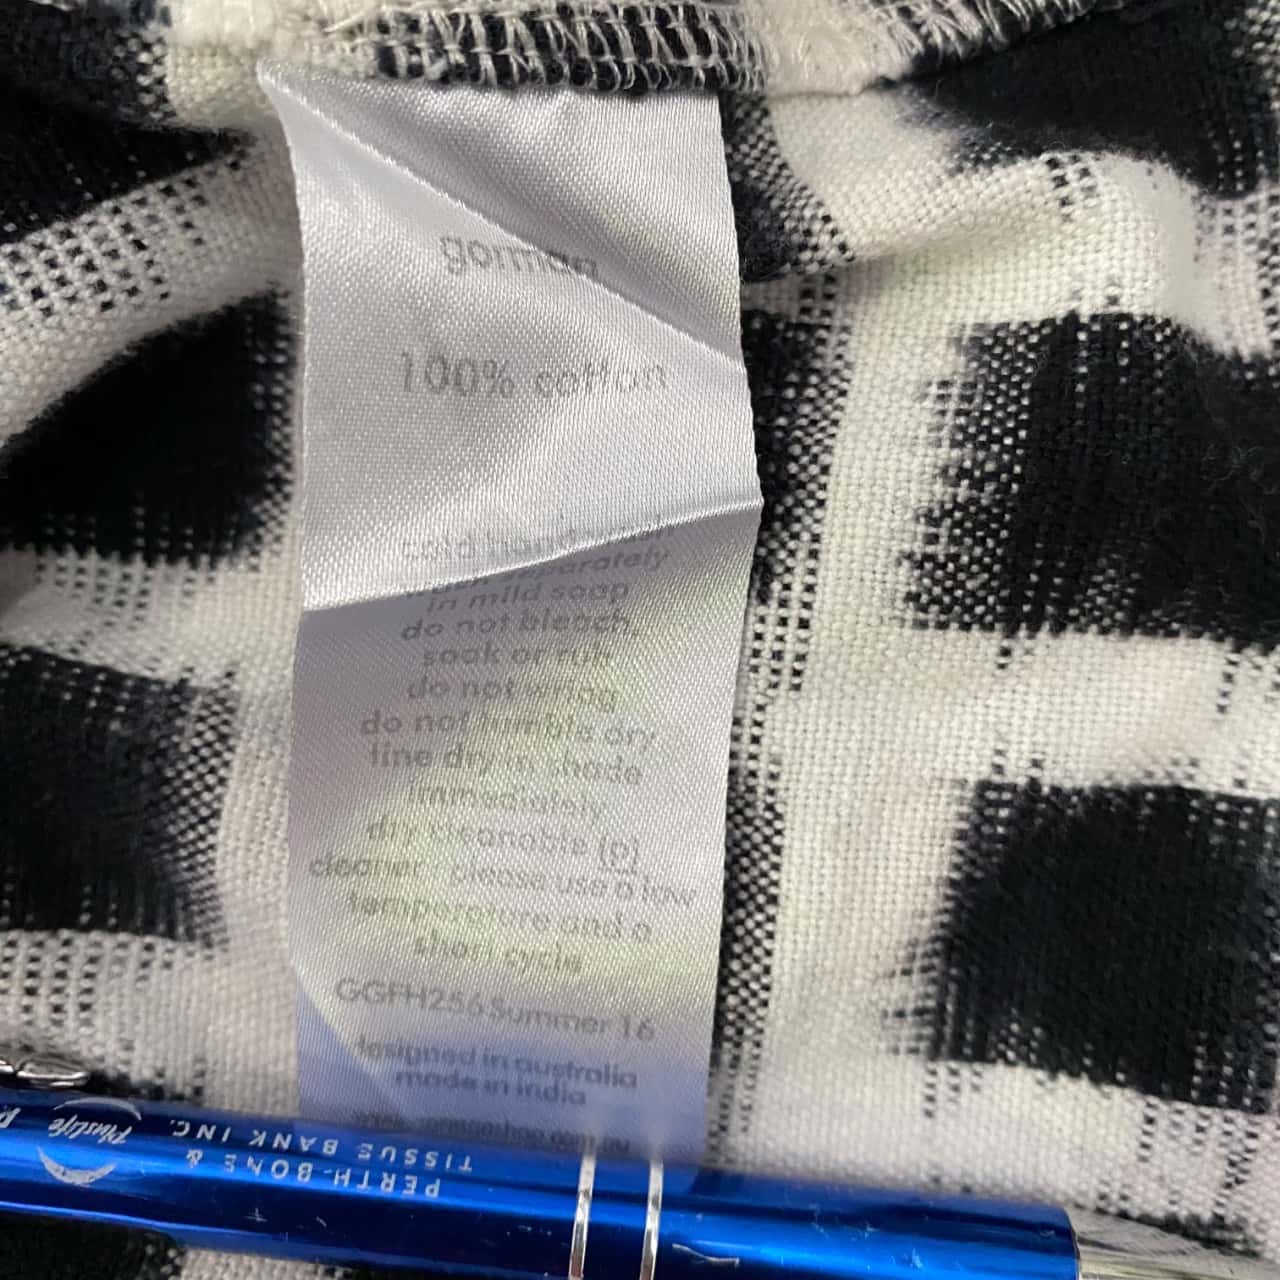 gorman
100% cotton
cold
separately
in mild soap
do not bleach,
soak or rub
do not wring
do not tumble dry
line dry in shade
immediately
dry cleanable (p)
cleaner please use a low
temperature and a
short cycle
GGFH256 Summer 16
designed in australia
made in india
PERTH BONE &
TISSUE BANK INC.
Pluslife